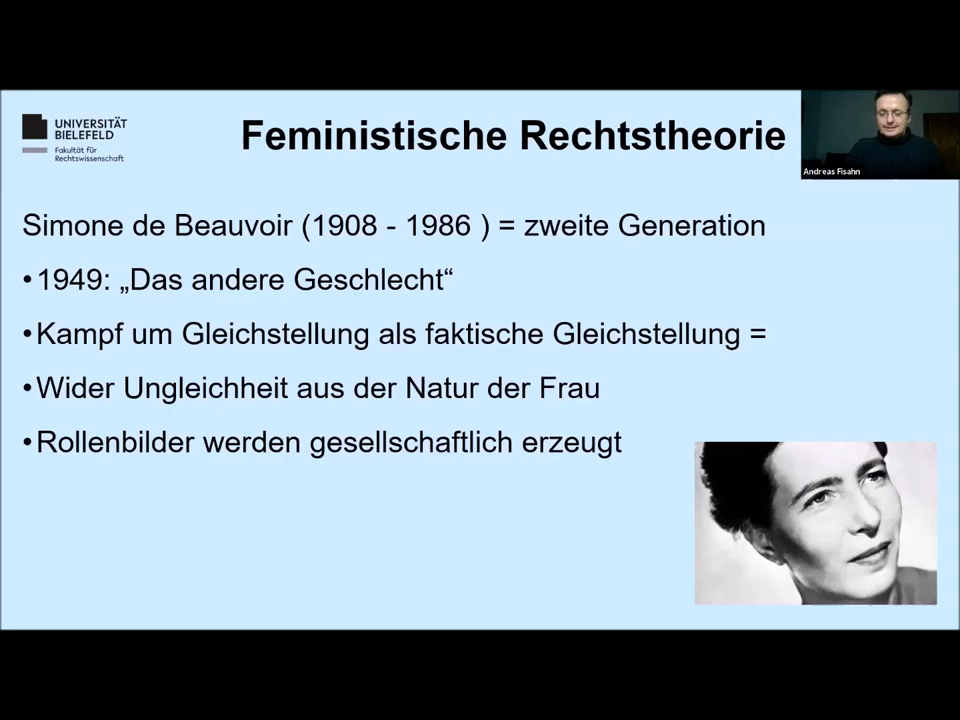 UNIVERSITÄT
BIELEFELD
Fakultät für
Rechtswissenschaft
Feministische Rechtstheorie
Andreas Fisahn
Simone de Beauvoir (1908 - 1986 ) = zweite Generation
•1949: „Das andere Geschlecht“
•Kampf um Gleichstellung als faktische Gleichstellung =
•Wider Ungleichheit aus der Natur der Frau
•Rollenbilder werden gesellschaftlich erzeugt